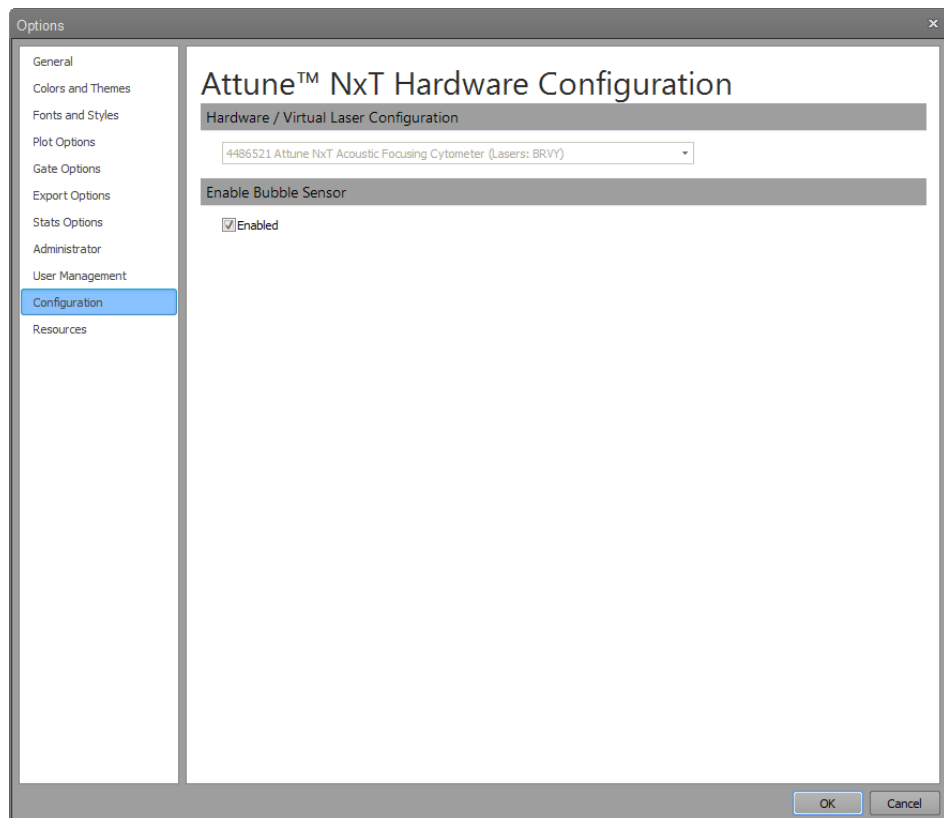 Options
General
Colors and Themes
Fonts and Styles
Plot Options
Gate Options
Export Options
Stats Options
Administrator
User Management
Configuration
Resources
Attune™ NxT Hardware Configuration
Hardware / Virtual Laser Configuration
4486521 Attune NxT Acoustic Focusing Cytometer (Lasers: BRVY)
Enable Bubble Sensor
Enabled
OK Cancel